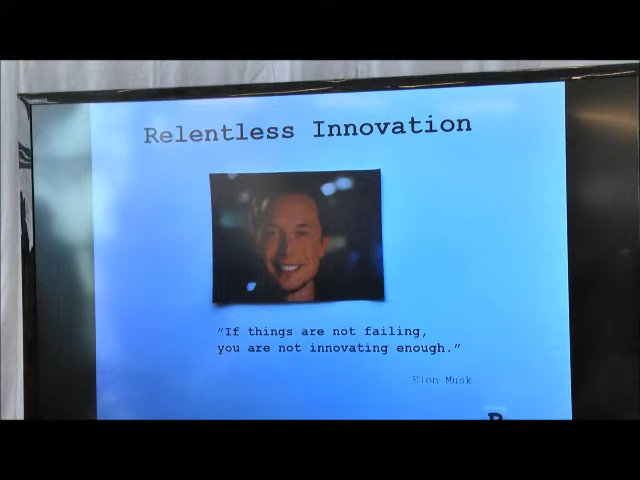 Relentless Innovation
"If things are not failing,
you are not innovating enough."
Elon Musk